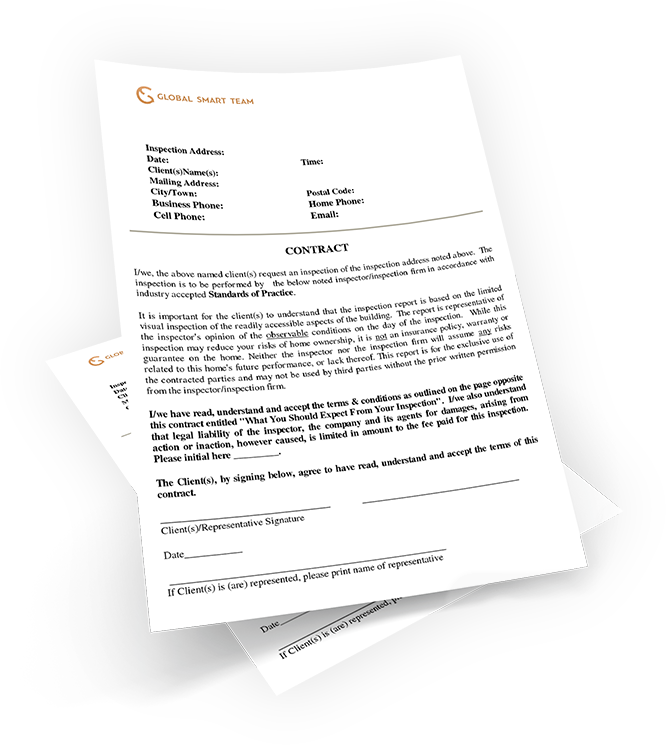 GLOBAL SMART TEAM
Inspection Address:
Date: Time:
Client(s)Name(s):
Mailing Address:
City/Town: Postal Code:
Business Phone: Home Phone:
Cell Phone: Email:
CONTRACT
I/we, the above named client(s) request an inspection of the inspection address noted above. The
inspection is to be performed by the below noted inspector/inspection firm in accordance with
industry accepted Standards of Practice.
It is important for the client(s) to understand that the inspection report is based on the limited
visual inspection of the readily accessible aspects of the building. The report is representative of
the inspector's opinion of the observable conditions on the day of the inspection. While this
inspection may reduce your risks of home ownership, it is not an insurance policy, warranty or
guarantee on the home. Neither the inspector nor the inspection firm will assume any risks
related to this home's future performance, or lack thereof. This report is for the exclusive use of
the contracted parties and may not be used by third parties without the prior written permission
from the inspector/inspection firm.
I/we have read, understand and accept the terms & conditions as outlined on the page opposite
this contract entitled "What You Should Expect From Your Inspection". I/we also understand
that legal liability of the inspector, the company and its agents for damages, arising from
action or inaction, however caused, is limited in amount to the fee paid for this inspection.
Please initial here __________.
The Client(s), by signing below, agree to have read, understand and accept the terms of this
contract.
Client(s)/Representative Signature
Date____________
If Client(s) is (are) represented, please print name of representative
GLOB
Inspe
Dat
Cli
M
Date
If Client(s) is (are) represented, p